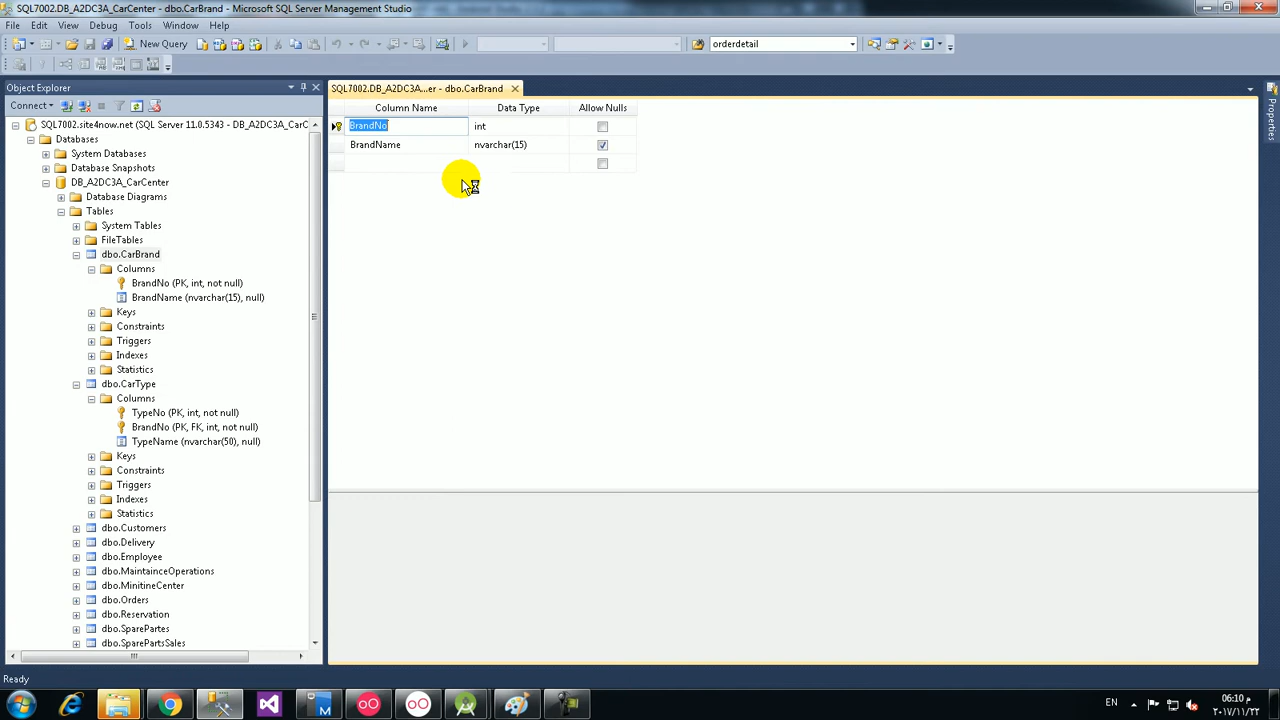 SQL7002.DB_A2DC3A_CarCenter - dbo.CarBrand - Microsoft SQL Server Management Studio
File Edit View Debug Tools Window Help
New Query
orderdetail
Object Explorer
SQL7002.DB_A2DC3A...er - dbo.CarBrand
Properties
Connect
Column Name Data Type Allow Nulls
SQL7002.site4now.net (SQL Server 11.0.5343 - DB_A2DC3A_CarC
BrandNo int
Databases
BrandName nvarchar(15)
System Databases
Database Snapshots
DB_A2DC3A_CarCenter
Database Diagrams
Tables
System Tables
FileTables
dbo.CarBrand
Columns
BrandNo (PK, int, not null)
BrandName (nvarchar(15), null)
Keys
Constraints
Triggers
Indexes
Statistics
dbo.CarType
Columns
TypeNo (PK, int, not null)
BrandNo (PK, FK, int, not null)
TypeName (nvarchar(50), null)
Keys
Constraints
Triggers
Indexes
Statistics
dbo.Customers
dbo.Delivery
dbo.Employee
dbo.MaintainceOperations
dbo.MinitineCenter
dbo.Orders
dbo.Reservation
dbo.SparePartes
dbo.SparePartsSales
Ready
EN
06:10 م
٢٠١٧/١١/٢٢